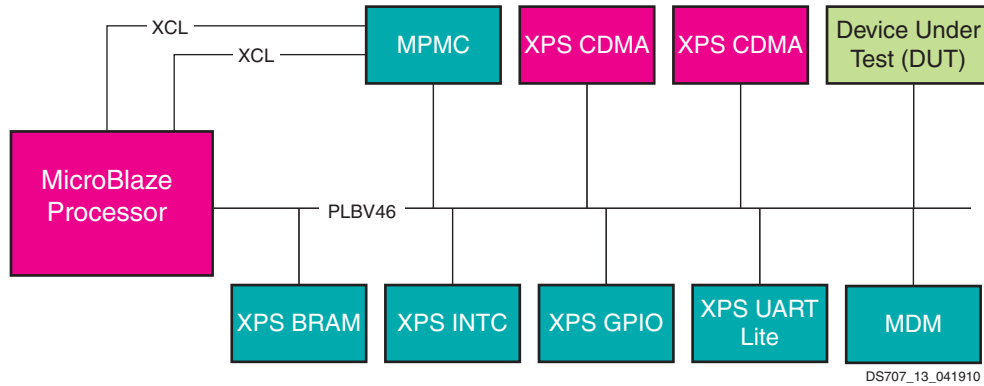 XCL
XCL
MPMC
XPS CDMA
XPS CDMA
Device Under
Test (DUT)
MicroBlaze
Processor
PLBV46
XPS BRAM
XPS INTC
XPS GPIO
XPS UART
Lite
MDM
DS707_13_041910